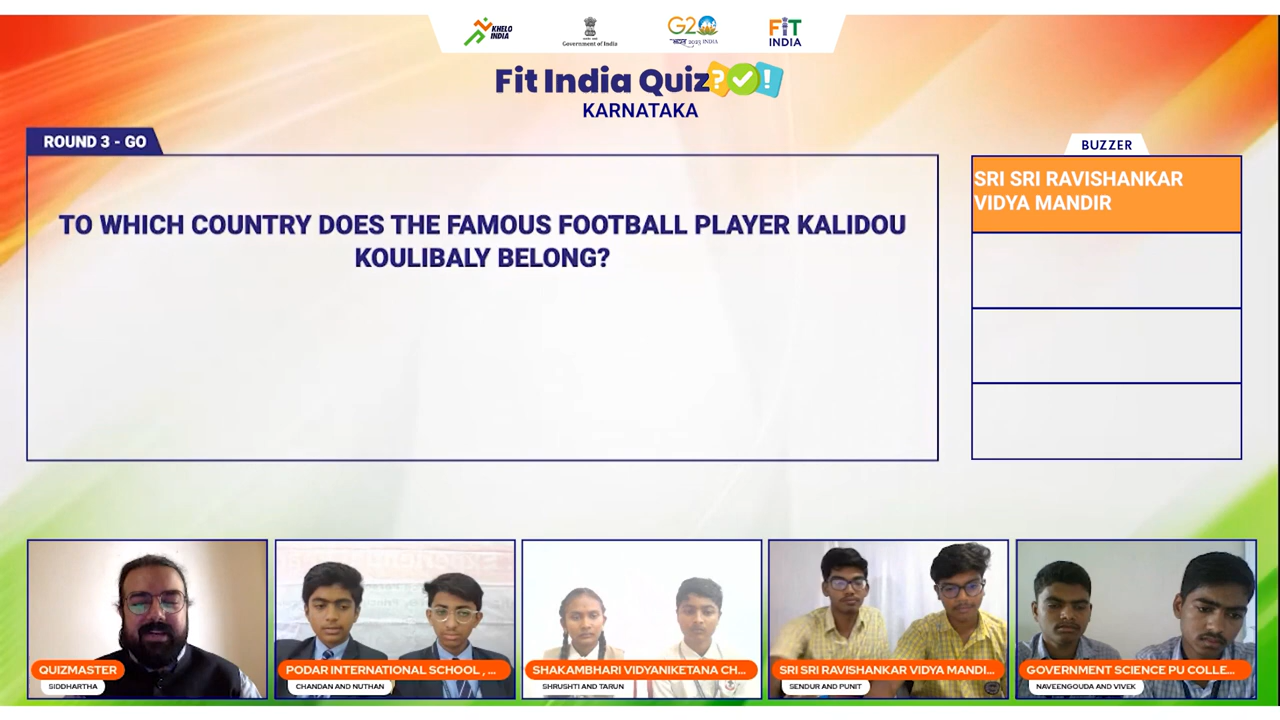 KHELO
INDIA
Government of India
G20
भारत 2023 INDIA
FIT
INDIA
Fit India Quiz?!
KARNATAKA
ROUND 3 - GO
BUZZER
TO WHICH COUNTRY DOES THE FAMOUS FOOTBALL PLAYER KALIDOU
KOULIBALY BELONG?
SRI SRI RAVISHANKAR
VIDYA MANDIR
QUIZMASTER
SIDDHARTHA
PODAR INTERNATIONAL SCHOOL , ...
CHANDAN AND NUTHAN
SHAKAMBHARI VIDYANIKETANA CH...
SHRUSHTI AND TARUN
SRI SRI RAVISHANKAR VIDYA MANDI...
SENDUR AND PUNIT
GOVERNMENT SCIENCE PU COLLE...
NAVEENGOUDA AND VIVEK